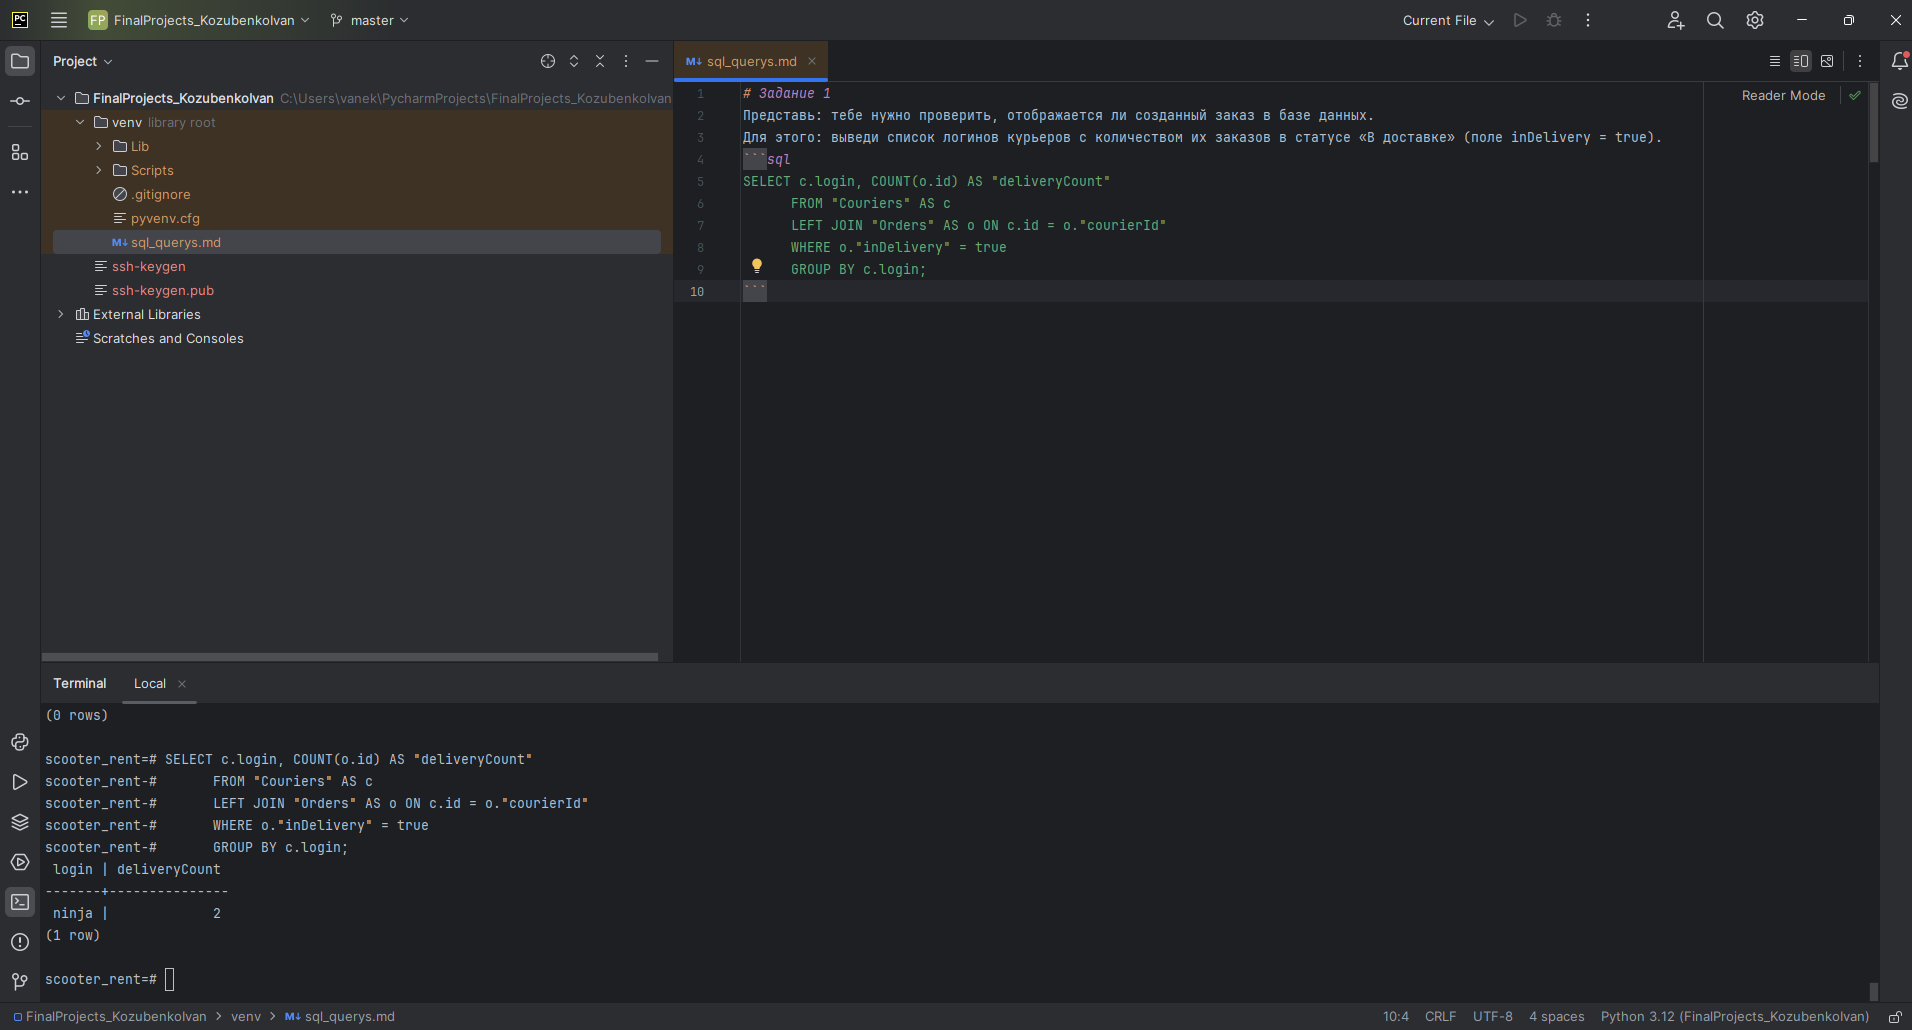 PC FP FinalProjects_KozubenkoIvan master Current File
Project
FinalProjects_KozubenkoIvan C:\Users\vanek\PycharmProjects\FinalProjects_KozubenkoIvan
venv library root
Lib
Scripts
.gitignore
pyvenv.cfg
M↓ sql_querys.md
ssh-keygen
ssh-keygen.pub
External Libraries
Scratches and Consoles
M↓ sql_querys.md
Reader Mode
1 # Задание 1
2 Представь: тебе нужно проверить, отображается ли созданный заказ в базе данных.
3 Для этого: выведи список логинов курьеров с количеством их заказов в статусе «В доставке» (поле inDelivery = true).
4 ```sql
5 SELECT c.login, COUNT(o.id) AS "deliveryCount"
6 FROM "Couriers" AS c
7 LEFT JOIN "Orders" AS o ON c.id = o."courierId"
8 WHERE o."inDelivery" = true
9 GROUP BY c.login;
10 ```
Terminal Local
(0 rows)
scooter_rent=# SELECT c.login, COUNT(o.id) AS "deliveryCount"
scooter_rent-# FROM "Couriers" AS c
scooter_rent-# LEFT JOIN "Orders" AS o ON c.id = o."courierId"
scooter_rent-# WHERE o."inDelivery" = true
scooter_rent-# GROUP BY c.login;
login | deliveryCount
-------+---------------
ninja | 2
(1 row)
scooter_rent=#
FinalProjects_KozubenkoIvan > venv > M↓ sql_querys.md 10:4 CRLF UTF-8 4 spaces Python 3.12 (FinalProjects_KozubenkoIvan)